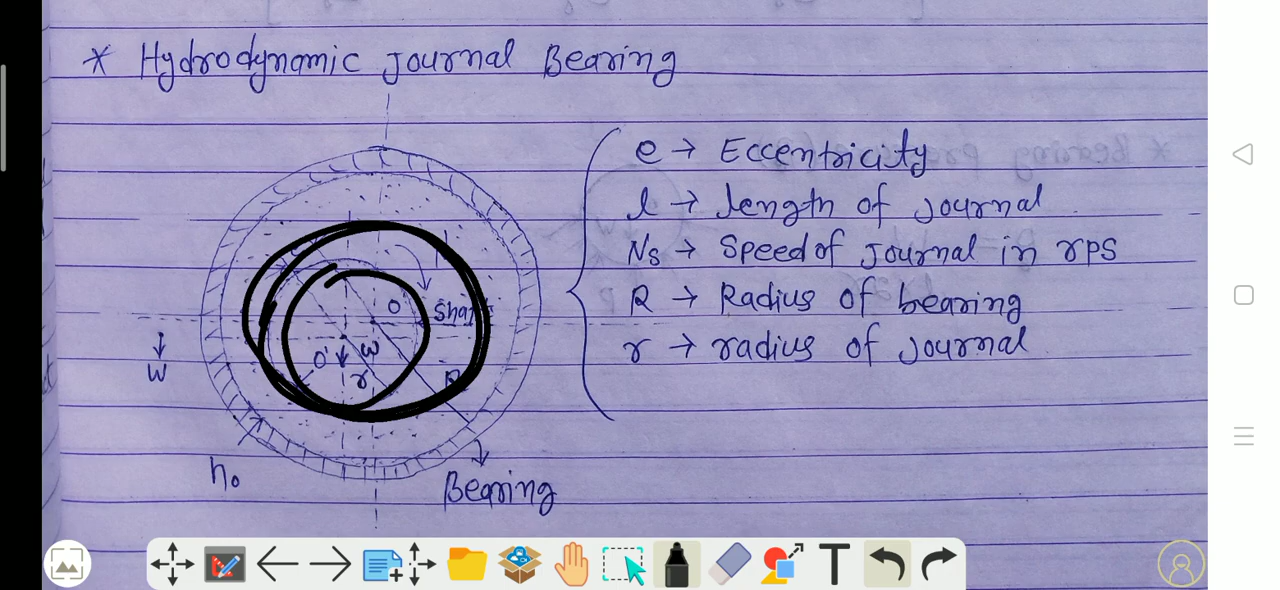 * Hydrodynamic Journal Bearing
e → Eccentricity
l → length of journal
Ns → Speed of journal in rps
R → Radius of bearing
r → radius of journal
O
Shaf
O'
W
r
R
W
ho
Bearing
T